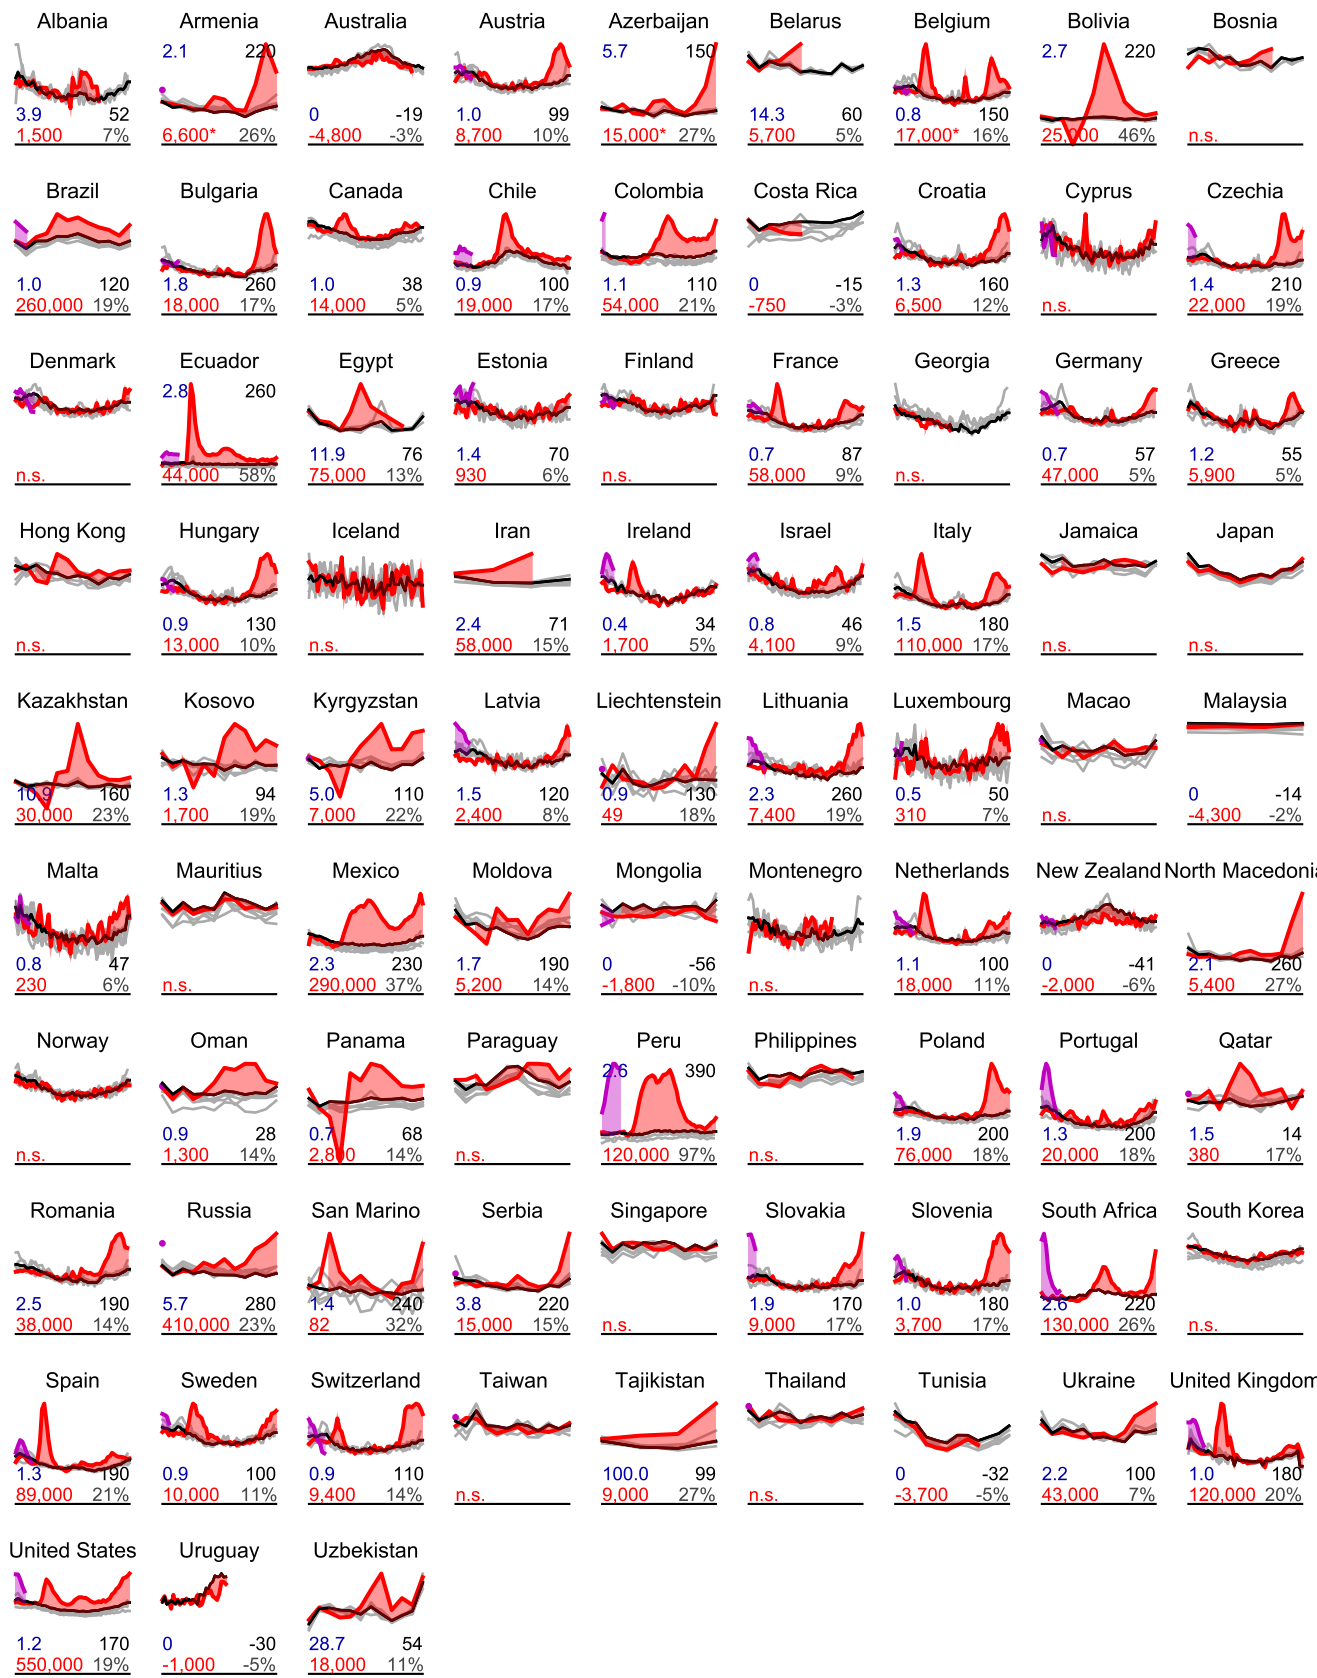 Albania Armenia Australia Austria Azerbaijan Belarus Belgium Bolivia Bosnia
2.1 220 5.7 150 2.7 220
3.9 52 0 -19 1.0 99 14.3 60 0.8 150
1,500 7% 6,600* 26% -4,800 -3% 8,700 10% 15,000* 27% 5,700 5% 17,000* 16% 25,000 46% n.s.
Brazil Bulgaria Canada Chile Colombia Costa Rica Croatia Cyprus Czechia
1.0 120 1.8 260 1.0 38 0.9 100 1.1 110 0 -15 1.3 160 1.4 210
260,000 19% 18,000 17% 14,000 5% 19,000 17% 54,000 21% -750 -3% 6,500 12% n.s. 22,000 19%
Denmark Ecuador Egypt Estonia Finland France Georgia Germany Greece
2.8 260
11.9 76 1.4 70 0.7 87 0.7 57 1.2 55
n.s. 44,000 58% 75,000 13% 930 6% n.s. 58,000 9% n.s. 47,000 5% 5,900 5%
Hong Kong Hungary Iceland Iran Ireland Israel Italy Jamaica Japan
0.9 130 2.4 71 0.4 34 0.8 46 1.5 180
n.s. 13,000 10% n.s. 58,000 15% 1,700 5% 4,100 9% 110,000 17% n.s. n.s.
Kazakhstan Kosovo Kyrgyzstan Latvia Liechtenstein Lithuania Luxembourg Macao Malaysia
10.9 160 1.3 94 5.0 110 1.5 120 0.9 130 2.3 260 0.5 50 0 -14
30,000 23% 1,700 19% 7,000 22% 2,400 8% 49 18% 7,400 19% 310 7% n.s. -4,300 -2%
Malta Mauritius Mexico Moldova Mongolia Montenegro Netherlands New Zealand North Macedonia
0.8 47 2.3 230 1.7 190 0 -56 1.1 100 0 -41 2.1 260
230 6% n.s. 290,000 37% 5,200 14% -1,800 -10% n.s. 18,000 11% -2,000 -6% 5,400 27%
Norway Oman Panama Paraguay Peru Philippines Poland Portugal Qatar
2.6 390
0.9 28 0.7 68 1.9 200 1.3 200 1.5 14
n.s. 1,300 14% 2,800 14% n.s. 120,000 97% n.s. 76,000 18% 20,000 18% 380 17%
Romania Russia San Marino Serbia Singapore Slovakia Slovenia South Africa South Korea
2.5 190 5.7 280 1.4 240 3.8 220 1.9 170 1.0 180 2.6 220
38,000 14% 410,000 23% 82 32% 15,000 15% n.s. 9,000 17% 3,700 17% 130,000 26% n.s.
Spain Sweden Switzerland Taiwan Tajikistan Thailand Tunisia Ukraine United Kingdom
1.3 190 0.9 100 0.9 110 100.0 99 0 -32 2.2 100 1.0 180
89,000 21% 10,000 11% 9,400 14% n.s. 9,000 27% n.s. -3,700 -5% 43,000 7% 120,000 20%
United States Uruguay Uzbekistan
1.2 170 0 -30 28.7 54
550,000 19% -1,000 -5% 18,000 11%